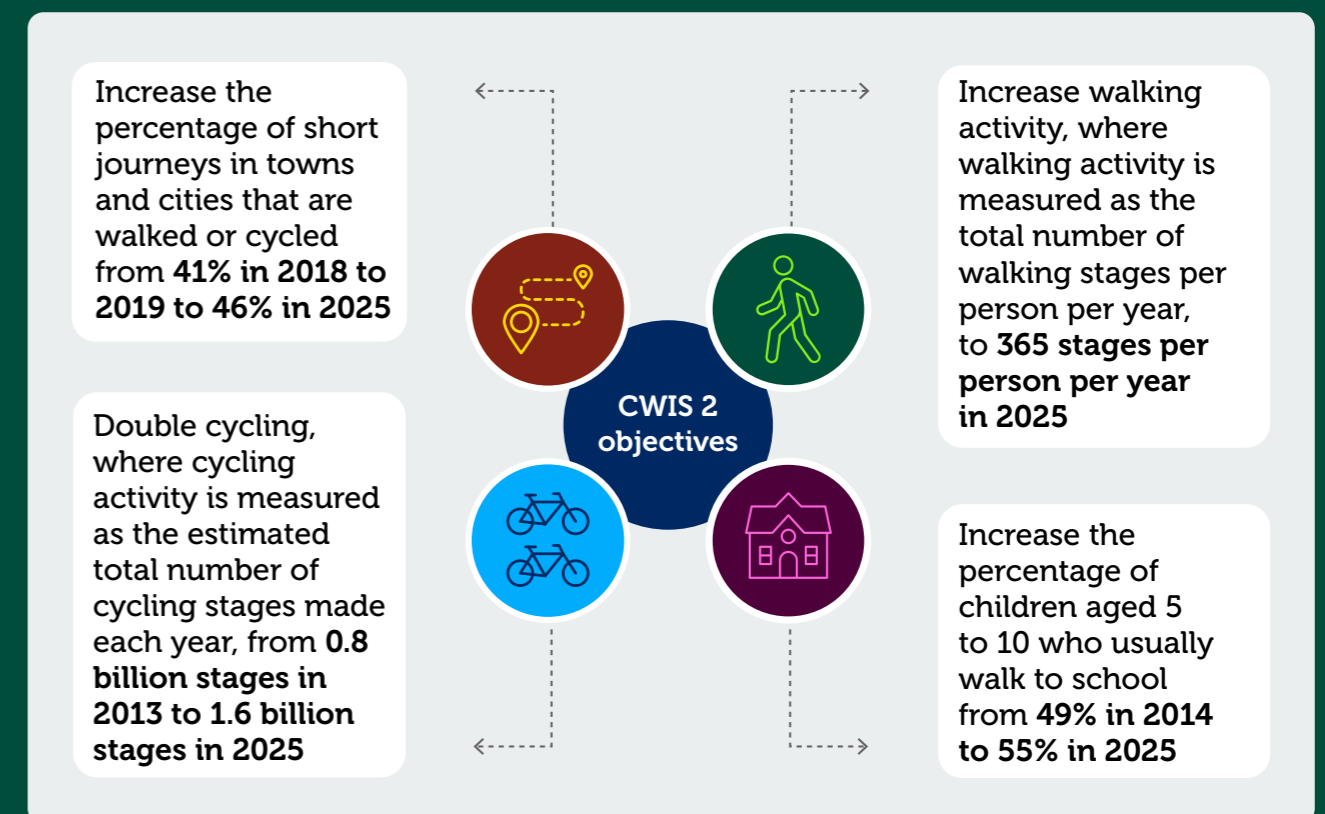 Increase the
percentage of short
journeys in towns
and cities that are
walked or cycled
from 41% in 2018 to
2019 to 46% in 2025
Increase walking
activity, where
walking activity is
measured as the
total number of
walking stages per
person per year,
to 365 stages per
person per year
in 2025
CWIS 2
objectives
Double cycling,
where cycling
activity is measured
as the estimated
total number of
cycling stages made
each year, from 0.8
billion stages in
2013 to 1.6 billion
stages in 2025
Increase the
percentage of
children aged 5
to 10 who usually
walk to school
from 49% in 2014
to 55% in 2025